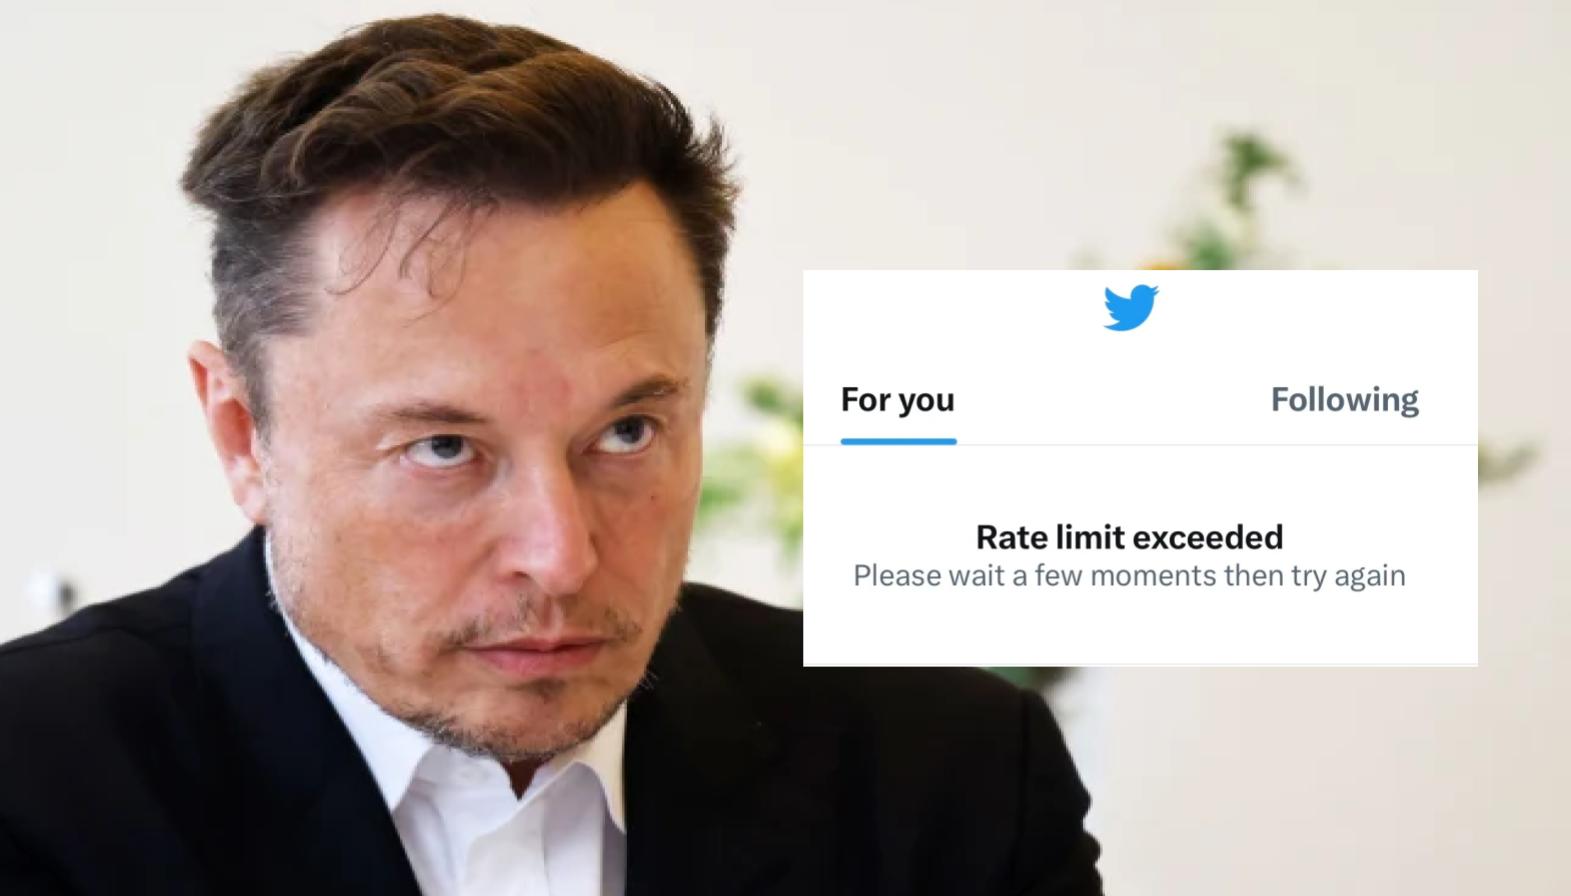 For you
Following
Rate limit exceeded
Please wait a few moments then try again